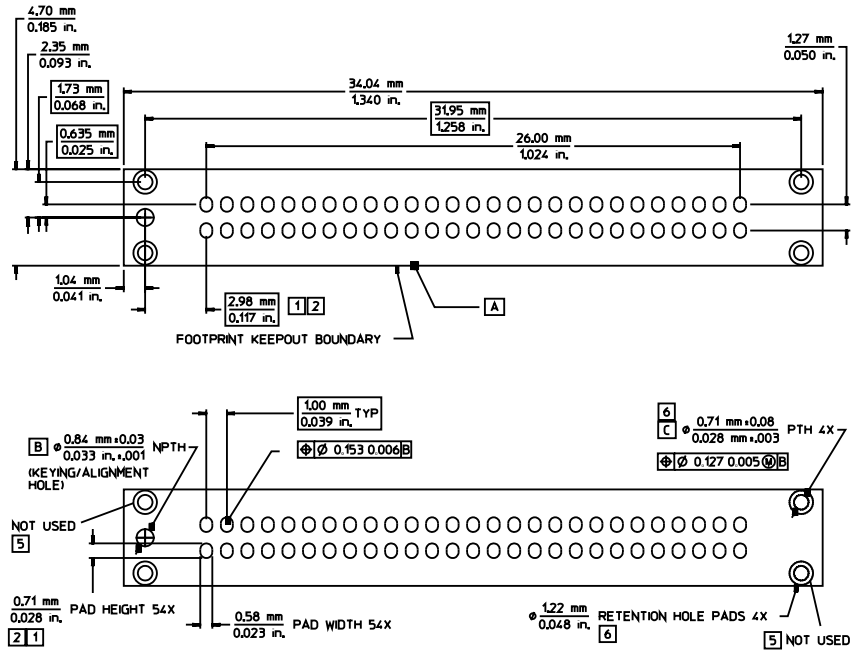 4.70 mm
0.185 in.
2.35 mm
0.093 in.
1.73 mm
0.068 in.
0.635 mm
0.025 in.
34.04 mm
1.340 in.
31.95 mm
1.258 in.
26.00 mm
1.024 in.
1.27 mm
0.050 in.
1.04 mm
0.041 in.
2.98 mm
0.117 in.
1 2
A
FOOTPRINT KEEPOUT BOUNDARY
1.00 mm TYP
0.039 in.
⌖ Ø 0.153 0.006 B
B ø 0.84 mm±0.03 NPTH
0.033 in.±.001
(KEYING/ALIGNMENT
HOLE)
6
C ø 0.71 mm±0.08 PTH 4X
0.028 mm±.003
⌖ Ø 0.127 0.005 Ⓜ B
NOT USED
5
0.71 mm PAD HEIGHT 54X
0.028 in.
2 1
0.58 mm PAD WIDTH 54X
0.023 in.
ø 1.22 mm RETENTION HOLE PADS 4X
0.048 in.
6
5 NOT USED